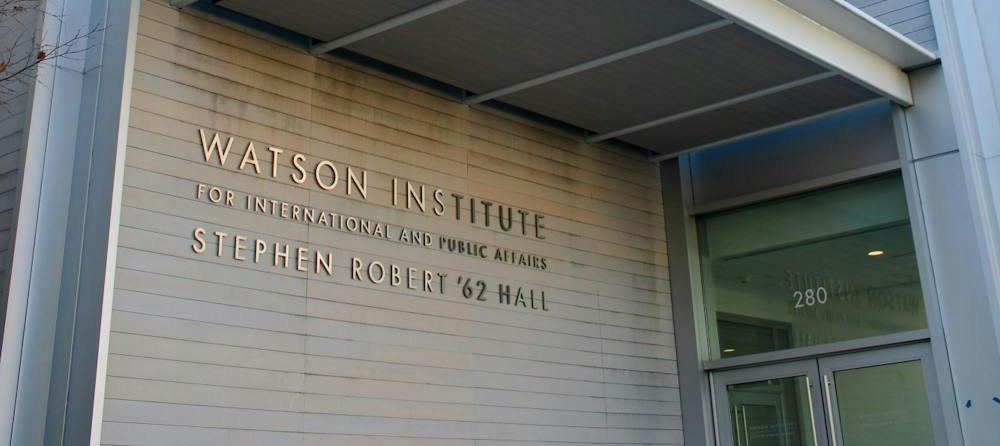 WATSON INSTITUTE
FOR INTERNATIONAL AND PUBLIC AFFAIRS
STEPHEN ROBERT '62 HALL
280